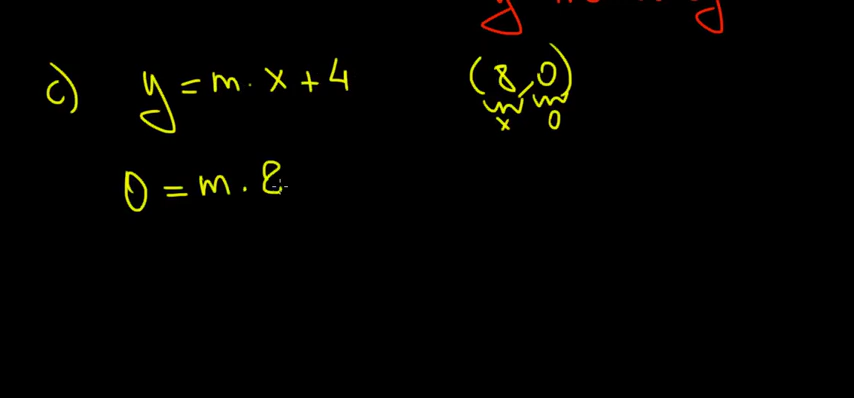 c) y = m · x + 4 (8, 0)
x 0
0 = m · 8